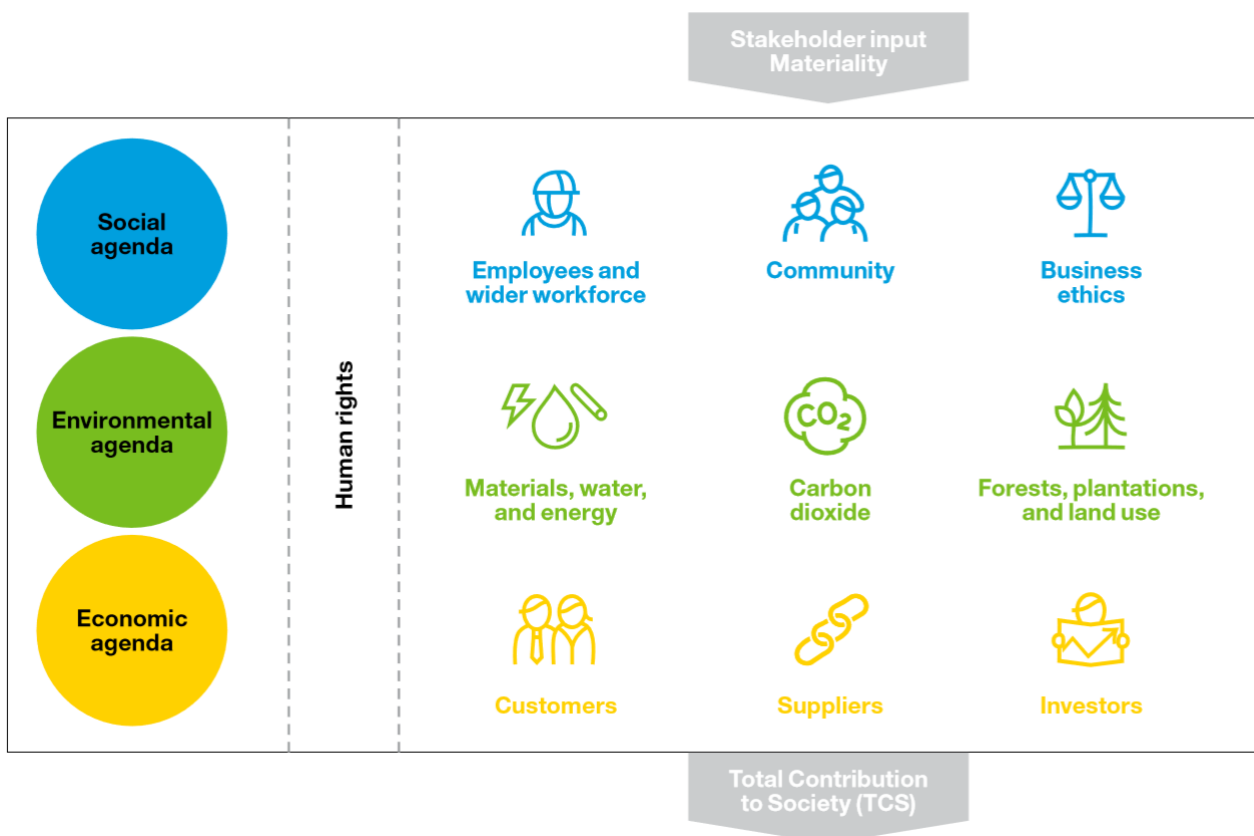 Stakeholder input
Materiality
Social
agenda
Human rights
Employees and
wider workforce
Community
Business
ethics
Environmental
agenda
Materials, water,
and energy
CO₂
Carbon
dioxide
Forests, plantations,
and land use
Economic
agenda
Customers
Suppliers
Investors
Total Contribution
to Society (TCS)